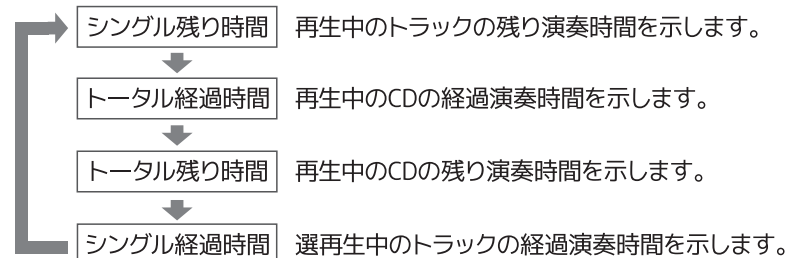 シングル残り時間 再生中のトラックの残り演奏時間を示します。
トータル経過時間 再生中のCDの経過演奏時間を示します。
トータル残り時間 再生中のCDの残り演奏時間を示します。
シングル経過時間 選再生中のトラックの経過演奏時間を示します。